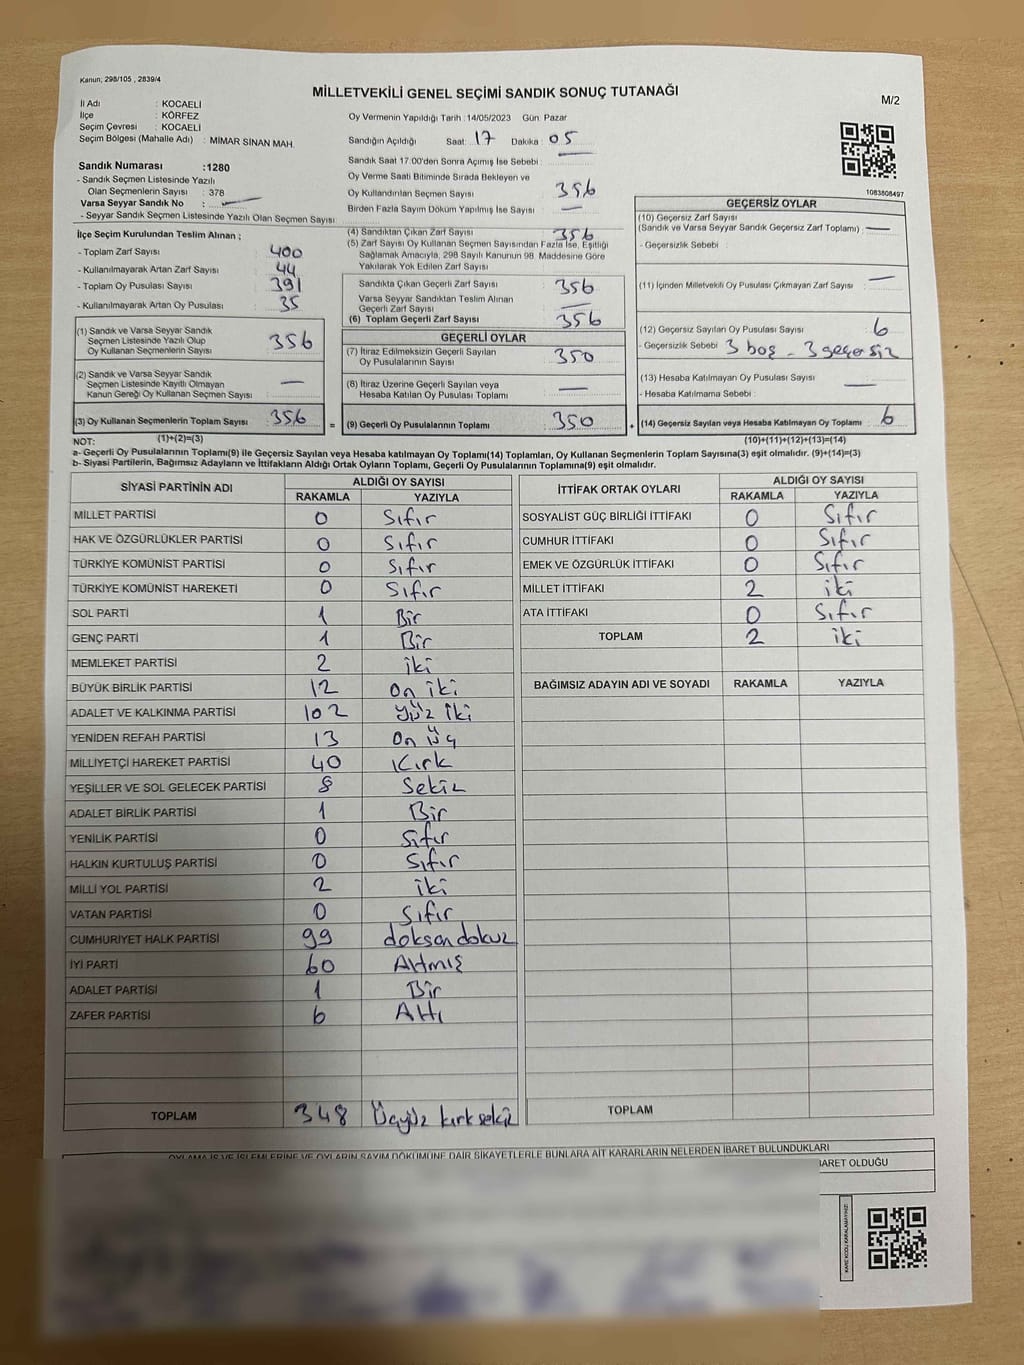 Kanun; 298/105 , 2839/4
MİLLETVEKİLİ GENEL SEÇİMİ SANDIK SONUÇ TUTANAĞI
M/2
İl Adı : KOCAELİ
İlçe : KÖRFEZ
Seçim Çevresi : KOCAELİ
Seçim Bölgesi (Mahalle Adı) : MİMAR SİNAN MAH.
Sandık Numarası :1280
- Sandık Seçmen Listesinde Yazılı
Olan Seçmenlerin Sayısı : 378
Varsa Seyyar Sandık No : —
- Seyyar Sandık Seçmen Listesinde Yazılı Olan Seçmen Sayısı
Oy Vermenin Yapıldığı Tarih :14/05/2023 Gün: Pazar
Sandığın Açıldığı Saat: 17 Dakika 05
Sandık Saat 17.00'den Sonra Açımış İse Sebebi : —
Oy Verme Saati Bitiminde Sırada Bekleyen ve
Oy Kullandırılan Seçmen Sayısı 356
Birden Fazla Sayım Döküm Yapılmış İse Sayısı —
1083808497
İlçe Seçim Kurulundan Teslim Alınan ;
- Toplam Zarf Sayısı 400
- Kullanılmayarak Artan Zarf Sayısı 44
- Toplam Oy Pusulası Sayısı 391
- Kullanılmayarak Artan Oy Pusulası 35
(1) Sandık ve Varsa Seyyar Sandık
Seçmen Listesinde Yazılı Olup
Oy Kullanan Seçmenlerin Sayısı 356
(2) Sandık ve Varsa Seyyar Sandık
Seçmen Listesinde Kayıtlı Olmayan
Kanun Gereği Oy Kullanan Seçmen Sayısı —
(3) Oy Kullanan Seçmenlerin Toplam Sayısı 356 =
(1)+(2)=(3)
(4) Sandıktan Çıkan Zarf Sayısı 356
(5) Zarf Sayısı Oy Kullanan Seçmen Sayısından Fazla İse, Eşitliği
Sağlamak Amacıyla, 298 Sayılı Kanunun 98. Maddesine Göre
Yakılarak Yok Edilen Zarf Sayısı
Sandıkta Çıkan Geçerli Zarf Sayısı 356
Varsa Seyyar Sandıktan Teslim Alınan
Geçerli Zarf Sayısı —
(6) Toplam Geçerli Zarf Sayısı 356
GEÇERLİ OYLAR
(7) İtiraz Edilmeksizin Geçerli Sayılan
Oy Pusulalarının Sayısı 350
(8) İtiraz Üzerine Geçerli Sayılan veya
Hesaba Katılan Oy Pusulası Toplamı —
(9) Geçerli Oy Pusulalarının Toplamı 350 +
GEÇERSİZ OYLAR
(10) Geçersiz Zarf Sayısı
(Sandık ve Varsa Seyyar Sandık Geçersiz Zarf Toplamı) : —
- Geçersizlik Sebebi :
(11) İçinden Milletvekili Oy Pusulası Çıkmayan Zarf Sayısı —
(12) Geçersiz Sayılan Oy Pusulası Sayısı 6
- Geçersizlik Sebebi 3 boş - 3 geçersiz
(13) Hesaba Katılmayan Oy Pusulası Sayısı —
- Hesaba Katılmama Sebebi :
(14) Geçersiz Sayılan veya Hesaba Katılmayan Oy Toplamı 6
(10)+(11)+(12)+(13)=(14)
NOT:
a- Geçerli Oy Pusulalarının Toplamı(9) ile Geçersiz Sayılan veya Hesaba katılmayan Oy Toplamı(14) Toplamları, Oy Kullanan Seçmenlerin Toplam Sayısına(3) eşit olmalıdır. (9)+(14)=(3)
b- Siyasi Partilerin, Bağımsız Adayların ve İttifakların Aldığı Ortak Oyların Toplamı, Geçerli Oy Pusulalarının Toplamına(9) eşit olmalıdır.
SİYASİ PARTİNİN ADI ALDIĞI OY SAYISI
RAKAMLA YAZIYLA
MİLLET PARTİSİ 0 Sıfır
HAK VE ÖZGÜRLÜKLER PARTİSİ 0 Sıfır
TÜRKİYE KOMÜNİST PARTİSİ 0 Sıfır
TÜRKİYE KOMÜNİST HAREKETİ 0 Sıfır
SOL PARTİ 1 Bir
GENÇ PARTİ 1 Bir
MEMLEKET PARTİSİ 2 iki
BÜYÜK BİRLİK PARTİSİ 12 On iki
ADALET VE KALKINMA PARTİSİ 102 Yüz iki
YENİDEN REFAH PARTİSİ 13 On üç
MİLLİYETÇİ HAREKET PARTİSİ 40 Kırk
YEŞİLLER VE SOL GELECEK PARTİSİ 8 Sekiz
ADALET BİRLİK PARTİSİ 1 Bir
YENİLİK PARTİSİ 0 Sıfır
HALKIN KURTULUŞ PARTİSİ 0 Sıfır
MİLLİ YOL PARTİSİ 2 iki
VATAN PARTİSİ 0 Sıfır
CUMHURİYET HALK PARTİSİ 99 doksan dokuz
İYİ PARTİ 60 Altmış
ADALET PARTİSİ 1 Bir
ZAFER PARTİSİ 6 Altı
TOPLAM 348 Üçyüz kırk sekiz
İTTİFAK ORTAK OYLARI ALDIĞI OY SAYISI
RAKAMLA YAZIYLA
SOSYALİST GÜÇ BİRLİĞİ İTTİFAKI 0 Sıfır
CUMHUR İTTİFAKI 0 Sıfır
EMEK VE ÖZGÜRLÜK İTTİFAKI 0 Sıfır
MİLLET İTTİFAKI 2 iki
ATA İTTİFAKI 0 Sıfır
TOPLAM 2 iki
BAĞIMSIZ ADAYIN ADI VE SOYADI RAKAMLA YAZIYLA
TOPLAM
OYLAMA İŞ VE İŞLEMLERİNE VE OYLARIN SAYIM DÖKÜMÜNE DAİR ŞİKAYETLERLE BUNLARA AİT KARARLARIN NELERDEN İBARET BULUNDUKLARI
BARET OLDUĞU
KARE KODU KARALAMAYINIZ!